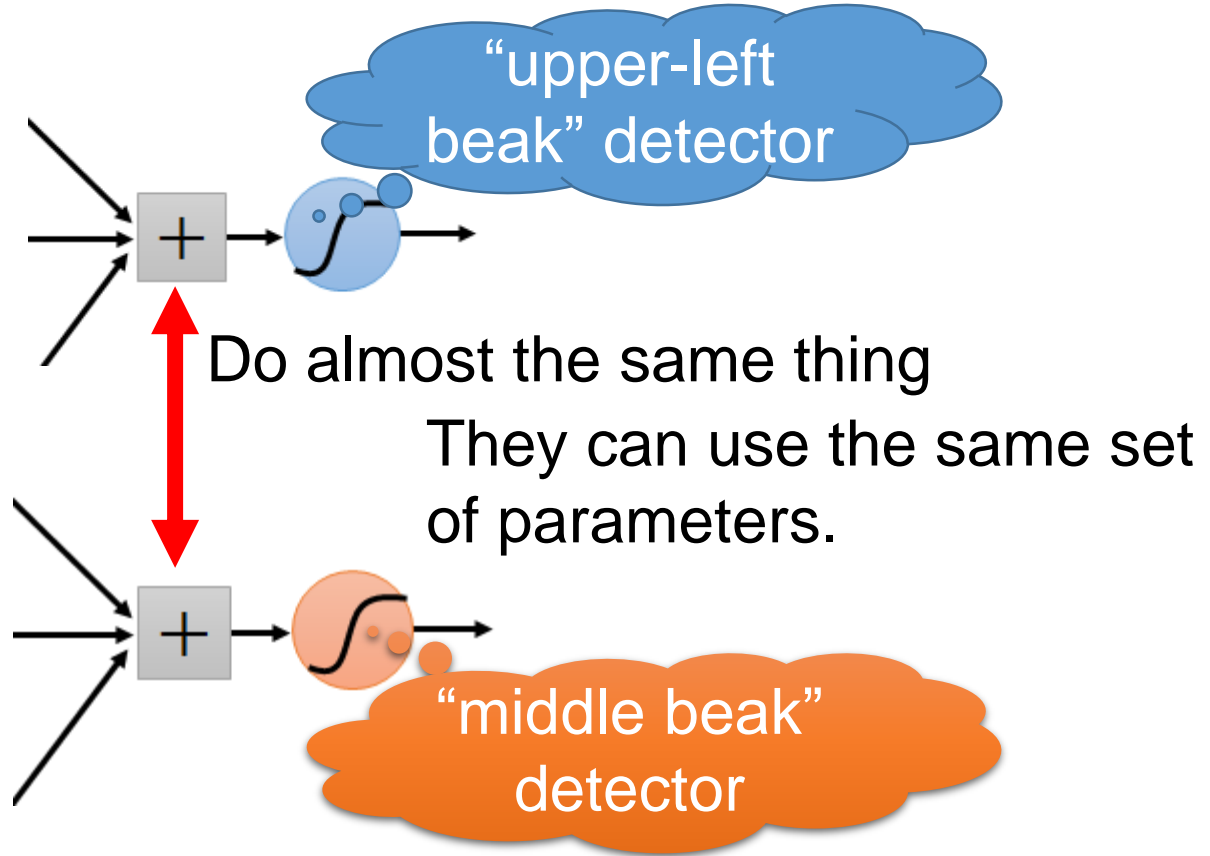 “upper-left
beak” detector
+
Do almost the same thing
They can use the same set
of parameters.
+
“middle beak”
detector